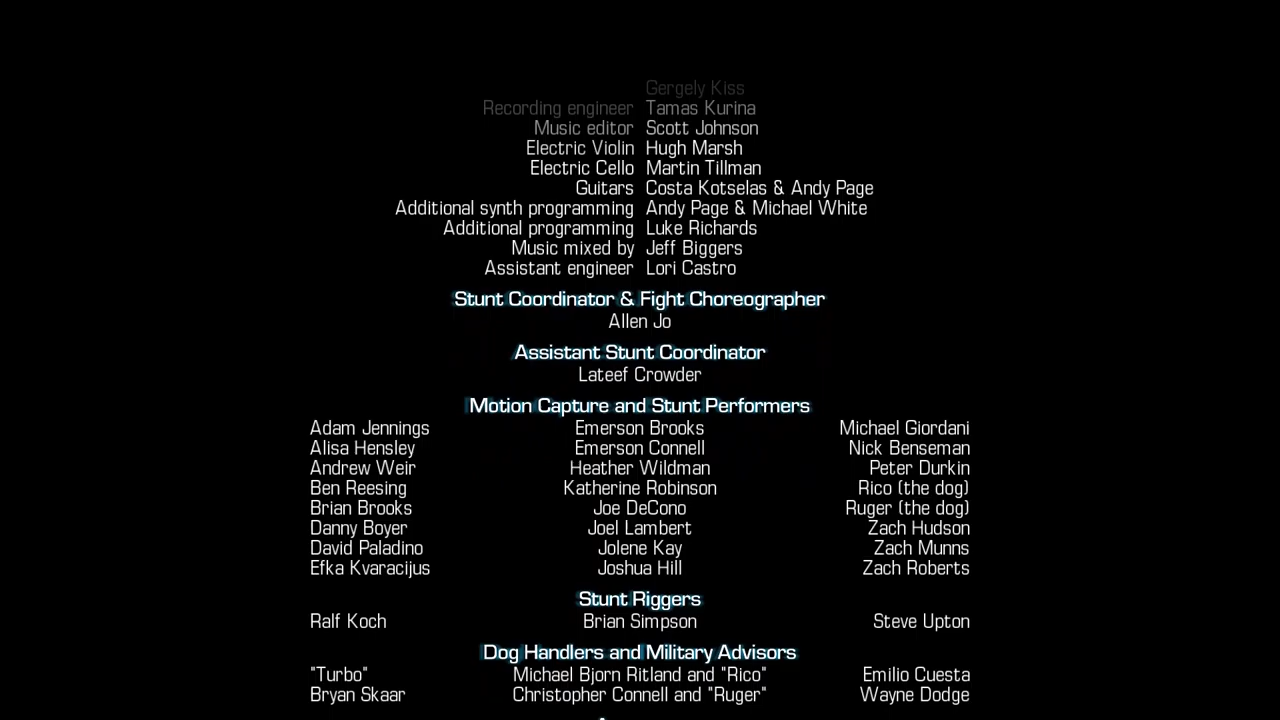 Gergely Kiss
Recording engineer Tamas Kurina
Music editor Scott Johnson
Electric Violin Hugh Marsh
Electric Cello Martin Tillman
Guitars Costa Kotselas & Andy Page
Additional synth programming Andy Page & Michael White
Additional programming Luke Richards
Music mixed by Jeff Biggers
Assistant engineer Lori Castro
Stunt Coordinator & Fight Choreographer
Allen Jo
Assistant Stunt Coordinator
Lateef Crowder
Motion Capture and Stunt Performers
Adam Jennings Emerson Brooks Michael Giordani
Alisa Hensley Emerson Connell Nick Benseman
Andrew Weir Heather Wildman Peter Durkin
Ben Reesing Katherine Robinson Rico (the dog)
Brian Brooks Joe DeCono Ruger (the dog)
Danny Boyer Joel Lambert Zach Hudson
David Paladino Jolene Kay Zach Munns
Efka Kvaracijus Joshua Hill Zach Roberts
Stunt Riggers
Ralf Koch Brian Simpson Steve Upton
Dog Handlers and Military Advisors
"Turbo" Michael Bjorn Ritland and "Rico" Emilio Cuesta
Bryan Skaar Christopher Connell and "Ruger" Wayne Dodge